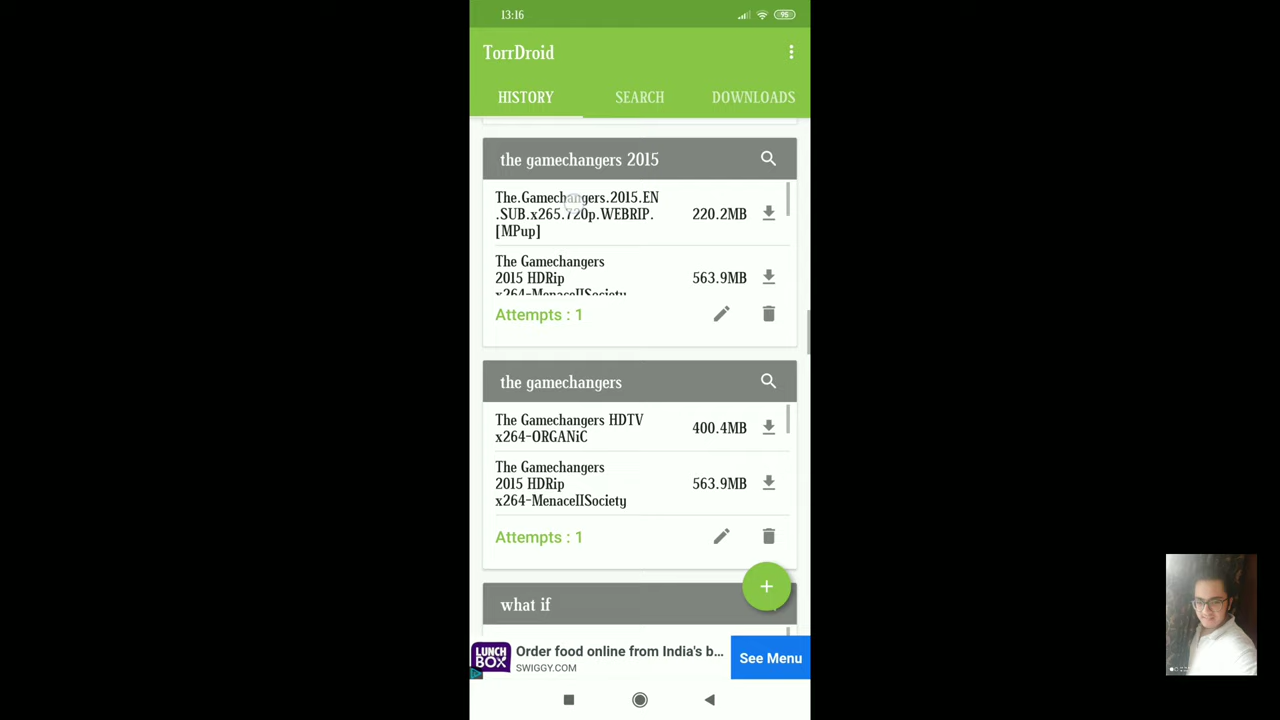 13:16
95
TorrDroid
HISTORY
SEARCH
DOWNLOADS
the gamechangers 2015
The.Gamechangers.2015.EN
.SUB.x265.720p.WEBRIP.
[MPup]
220.2MB
The Gamechangers
2015 HDRip
x264-MenaceIISociety
563.9MB
Attempts : 1
the gamechangers
The Gamechangers HDTV
x264-ORGANiC
400.4MB
The Gamechangers
2015 HDRip
x264-MenaceIISociety
563.9MB
Attempts : 1
what if
LUNCH
BOX
Order food online from India's b...
SWIGGY.COM
See Menu